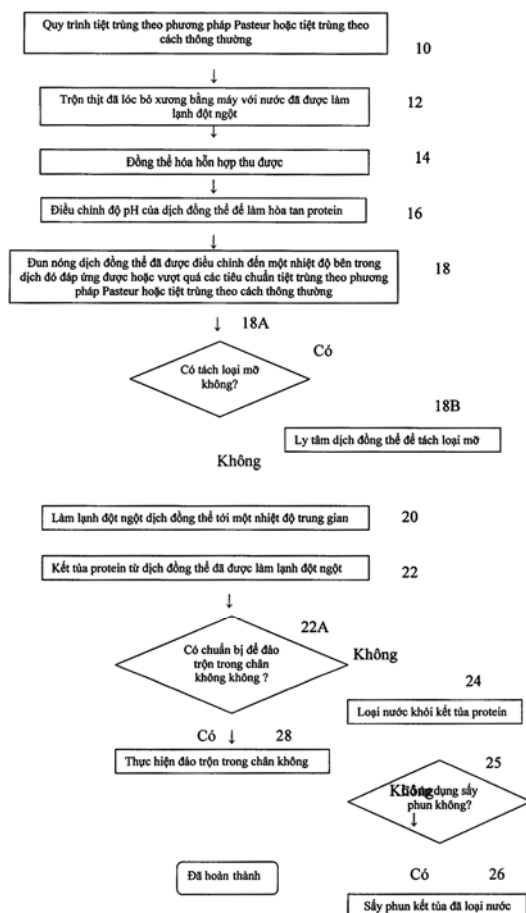 Quy trình tiệt trùng theo phương pháp Pasteur hoặc tiệt trùng theo
cách thông thường
10
Trộn thịt đã lóc bỏ xương bằng máy với nước đã được làm
lạnh đột ngột
12
Đồng thể hóa hỗn hợp thu được
14
Điều chỉnh độ pH của dịch đồng thể để làm hòa tan protein
16
Đun nóng dịch đồng thể đã được điều chỉnh đến một nhiệt độ bên trong
dịch đó đáp ứng được hoặc vượt quá các tiêu chuẩn tiệt trùng theo
phương pháp Pasteur hoặc tiệt trùng theo cách thông thường
18
18A
Có
Có tách loại mỡ
không?
18B
Ly tâm dịch đồng thể để tách loại mỡ
Không
Làm lạnh đột ngột dịch đồng thể tới một nhiệt độ trung gian
20
Kết tủa protein từ dịch đồng thể đã được làm lạnh đột ngột
22
22A
Có chuẩn bị để đảo
trộn trong chân
không không ?
Không
24
Loại nước khỏi kết tủa protein
Có 28
Thực hiện đảo trộn trong chân không
25
Không
dụng sấy
phun không?
Đã hoàn thành
Có 26
Sấy phun kết tủa đã loại nước